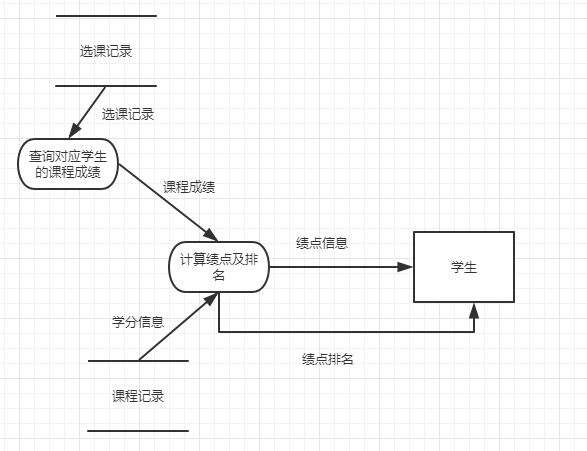 选课记录
选课记录
查询对应学生
的课程成绩
课程成绩
计算绩点及排
名
绩点信息
学生
学分信息
绩点排名
课程记录